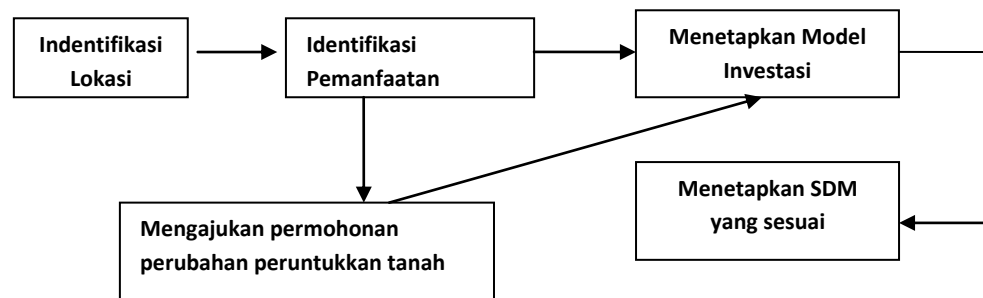 Indentifikasi
Lokasi
Identifikasi
Pemanfaatan
Menetapkan Model
Investasi
Mengajukan permohonan
perubahan peruntukkan tanah
Menetapkan SDM
yang sesuai